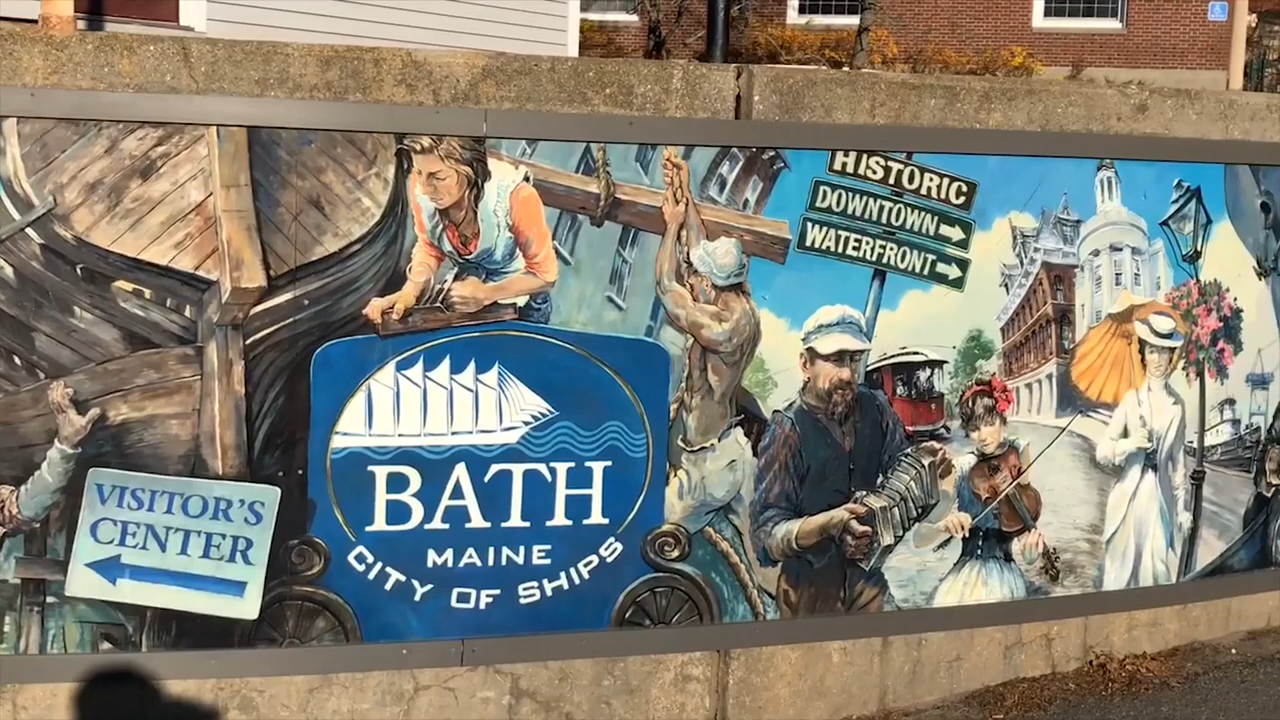 HISTORIC
DOWNTOWN
WATERFRONT
VISITOR'S
CENTER
BATH
MAINE
CITY OF SHIPS